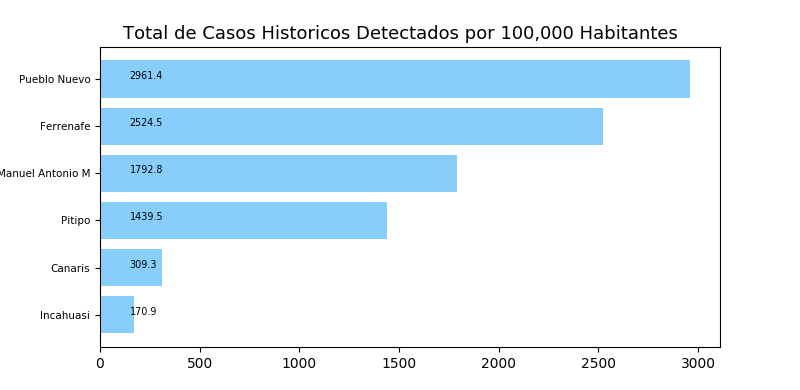 Total de Casos Historicos Detectados por 100,000 Habitantes
Pueblo Nuevo 2961.4
Ferrenafe 2524.5
Manuel Antonio M 1792.8
Pitipo 1439.5
Canaris 309.3
Incahuasi 170.9
0 500 1000 1500 2000 2500 3000